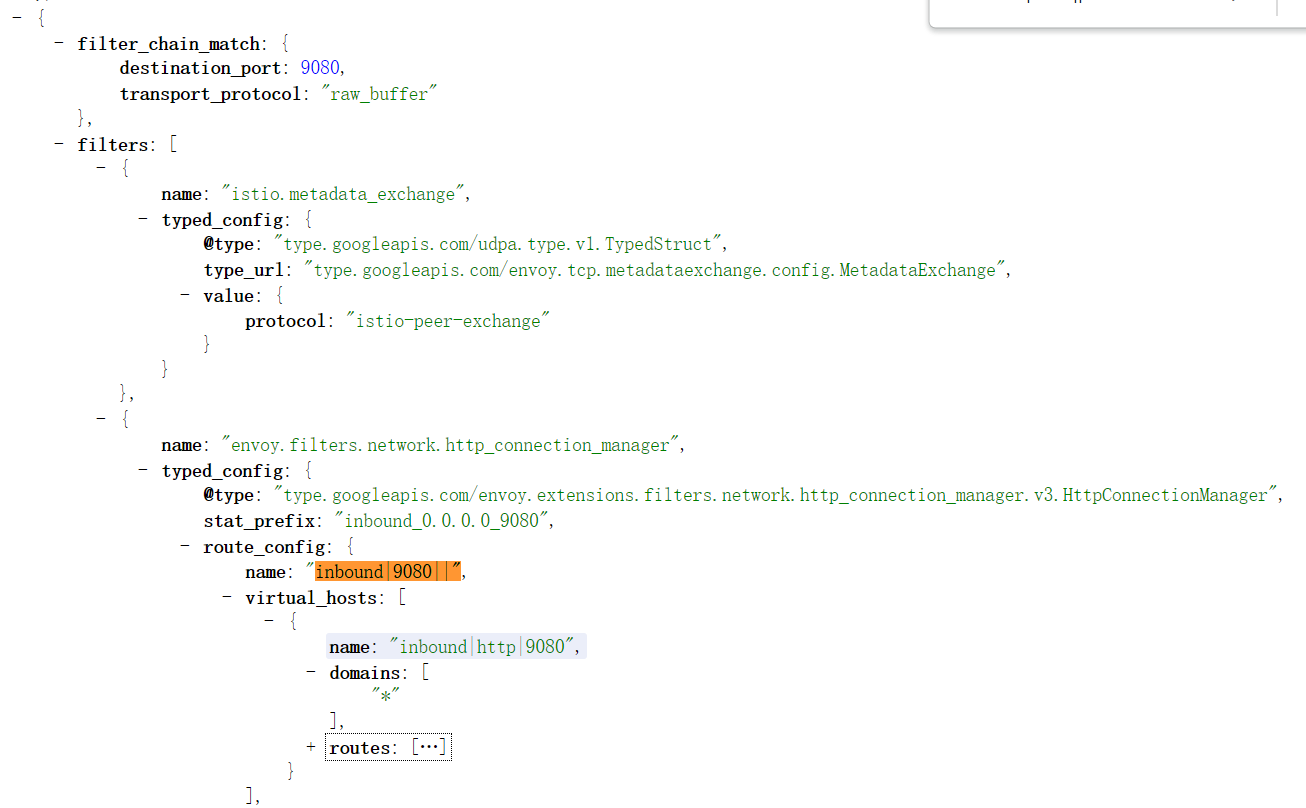 - {
- filter_chain_match: {
destination_port: 9080,
transport_protocol: "raw_buffer"
},
- filters: [
- {
name: "istio.metadata_exchange",
- typed_config: {
@type: "type.googleapis.com/udpa.type.v1.TypedStruct",
type_url: "type.googleapis.com/envoy.tcp.metadataexchange.config.MetadataExchange",
- value: {
protocol: "istio-peer-exchange"
}
}
},
- {
name: "envoy.filters.network.http_connection_manager",
- typed_config: {
@type: "type.googleapis.com/envoy.extensions.filters.network.http_connection_manager.v3.HttpConnectionManager",
stat_prefix: "inbound_0.0.0.0_9080",
- route_config: {
name: "inbound|9080||",
- virtual_hosts: [
- {
name: "inbound|http|9080",
- domains: [
"*"
],
+ routes: [⋯]
}
],